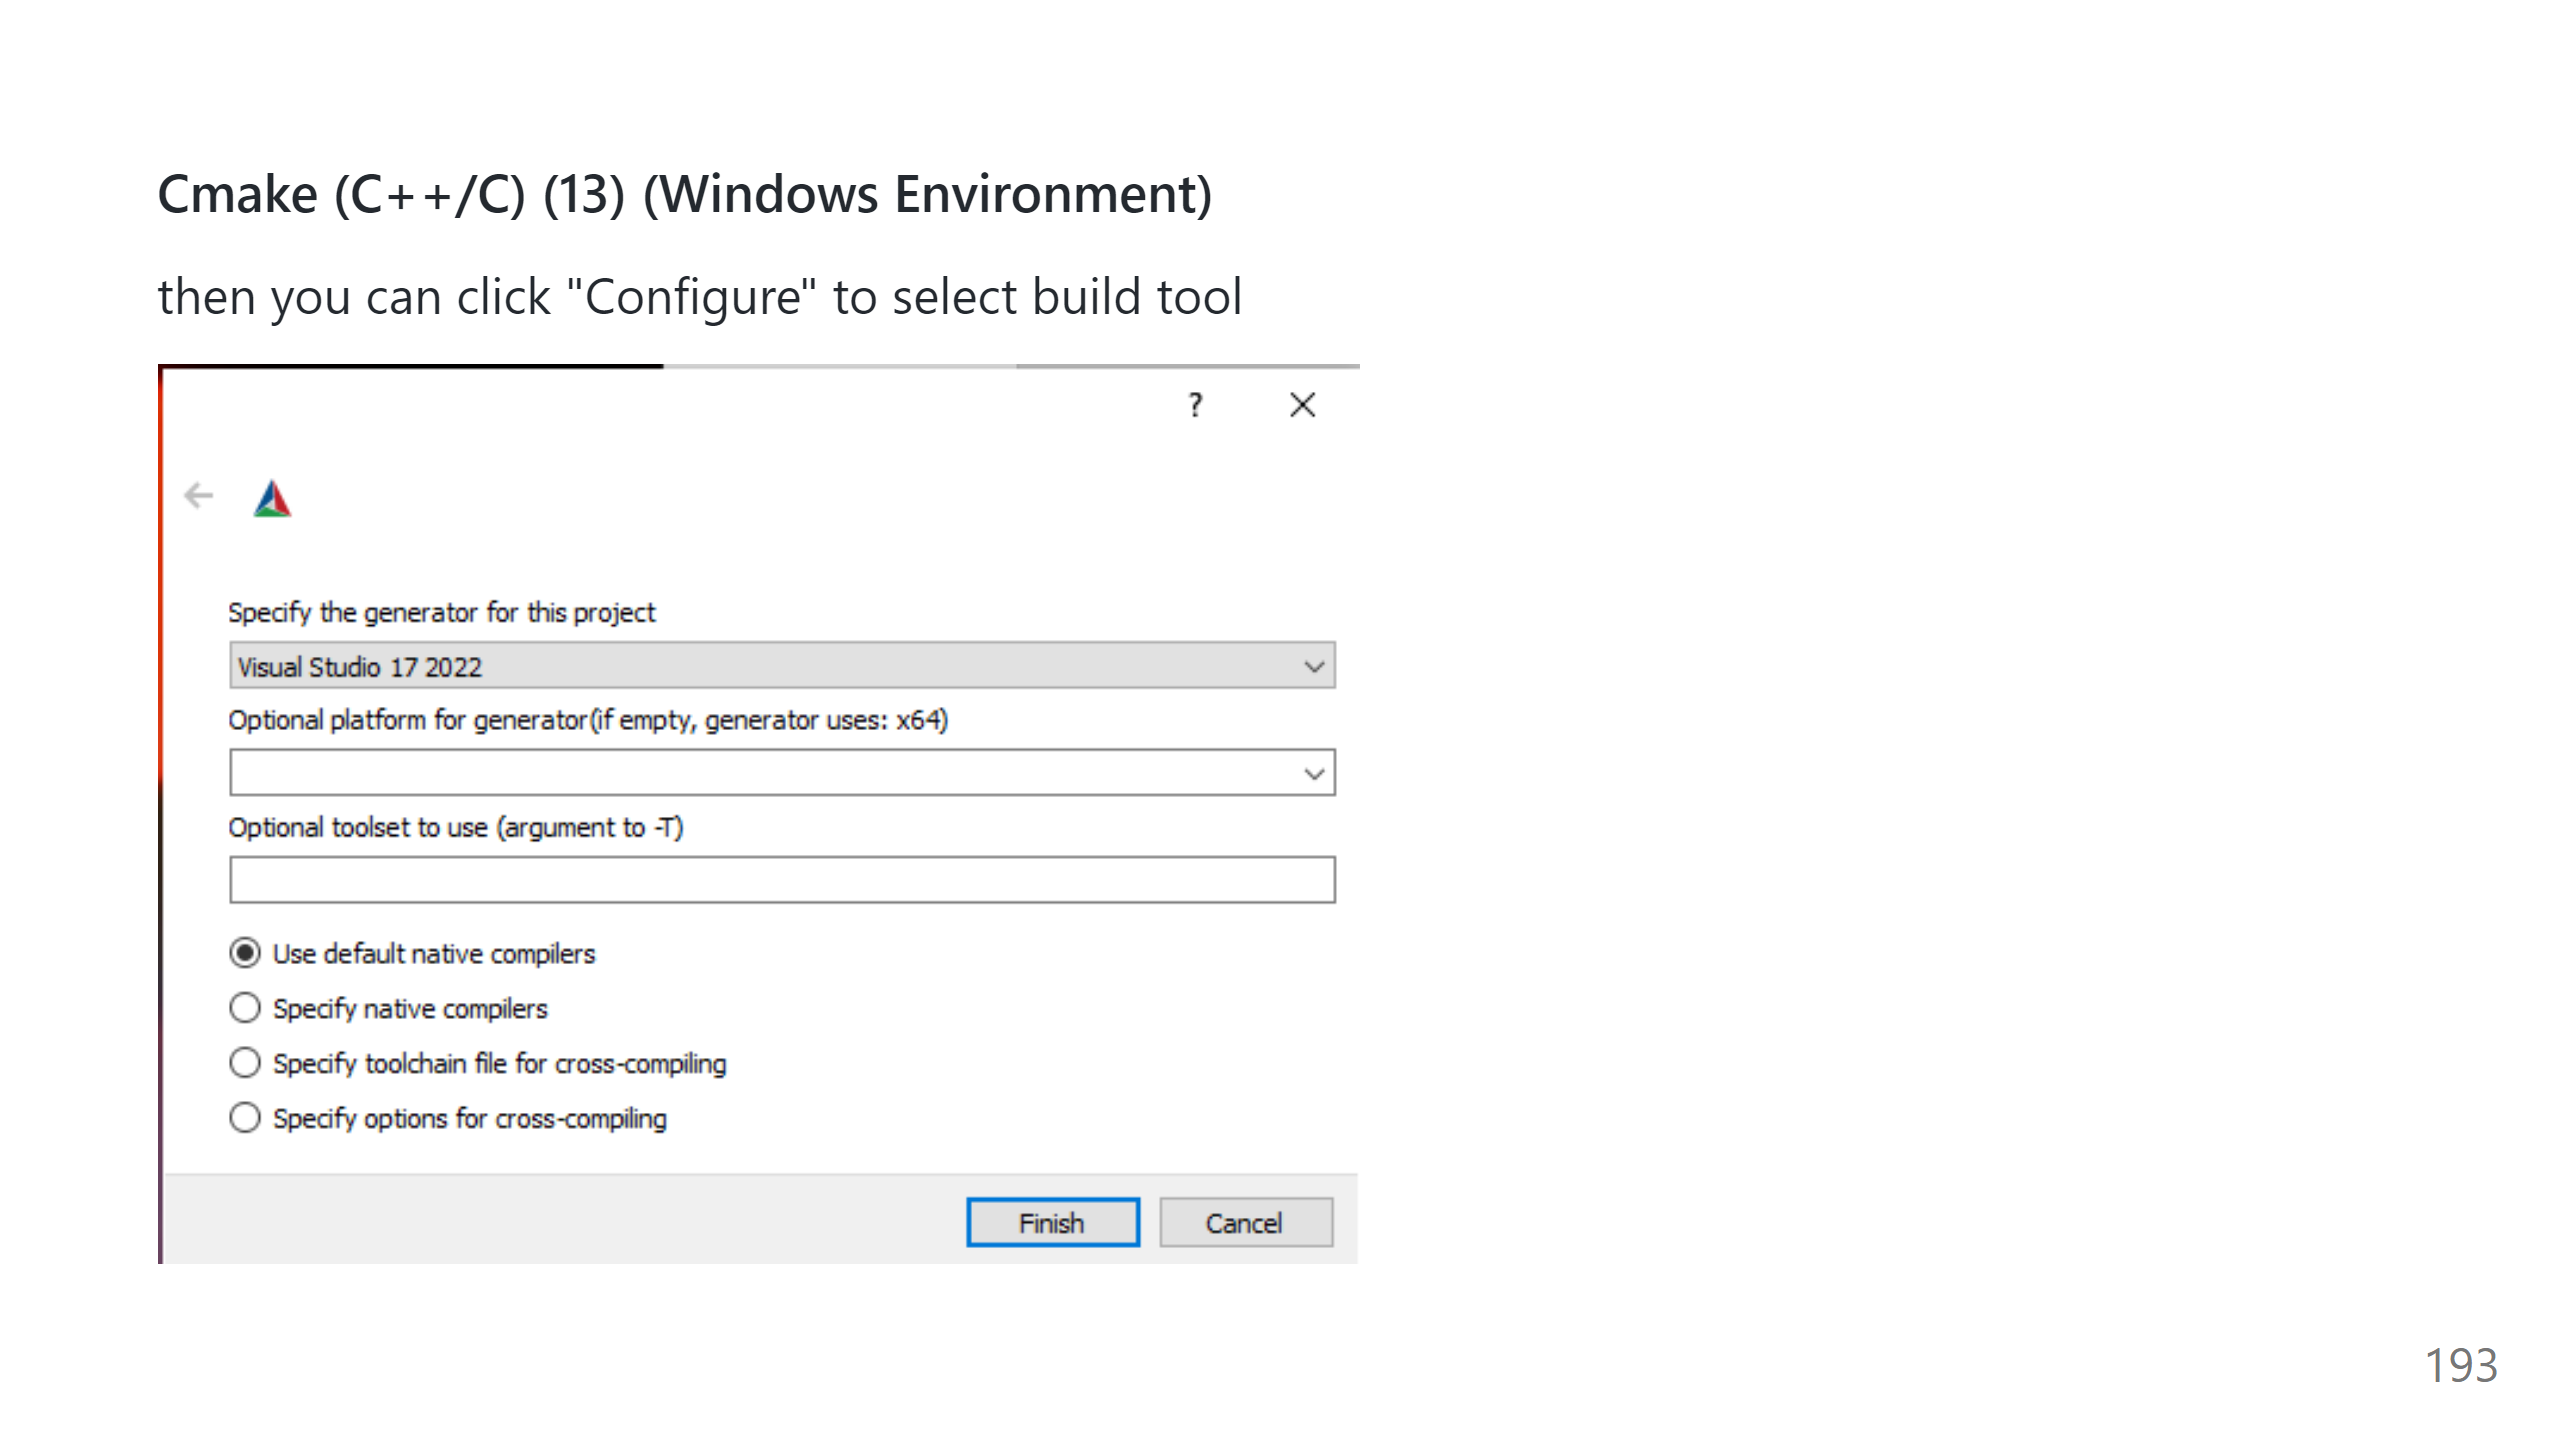 Cmake (C++/C) (13) (Windows Environment)
then you can click "Configure" to select build tool
?
Specify the generator for this project
Visual Studio 17 2022
Optional platform for generator(if empty, generator uses: x64)
Optional toolset to use (argument to -T)
Use default native compilers
Specify native compilers
Specify toolchain file for cross-compiling
Specify options for cross-compiling
Finish Cancel
193